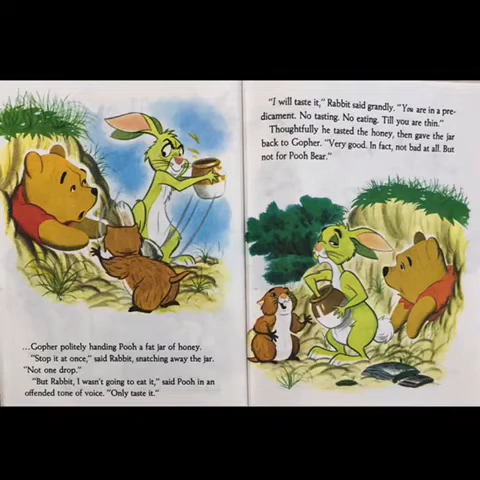 ...Gopher politely handing Pooh a fat jar of honey.
"Stop it at once," said Rabbit, snatching away the jar.
"Not one drop."
"But Rabbit, I wasn't going to eat it," said Pooh in an
offended tone of voice. "Only taste it."
"I will taste it," Rabbit said grandly. "You are in a pre-
dicament. No tasting. No eating. Till you are thin."
Thoughtfully he tasted the honey, then gave the jar
back to Gopher. "Very good. In fact, not bad at all. But
not for Pooh Bear."